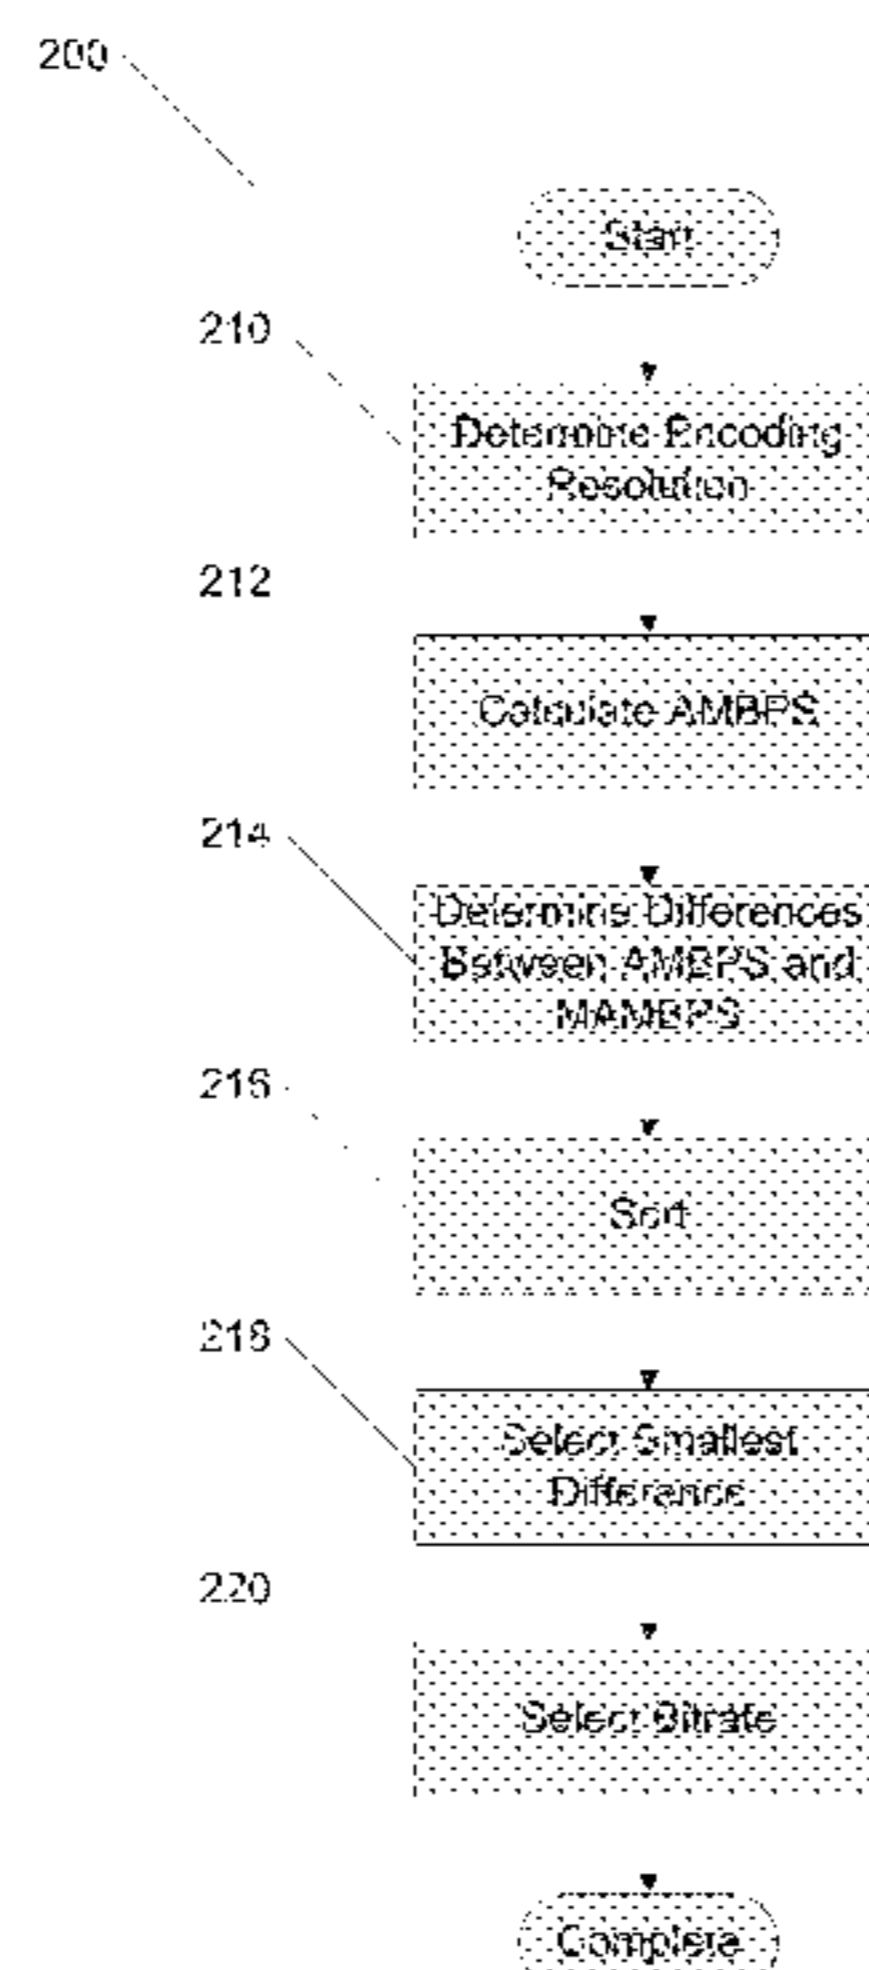 200
Start
210
Determine Encoding
Resolution
212
Calculate AMBPS
214
Determine Differences
Between AMBPS and
MAMBPS
216
Sort
218
Select Smallest
Difference
220
Select Bitrate
Complete